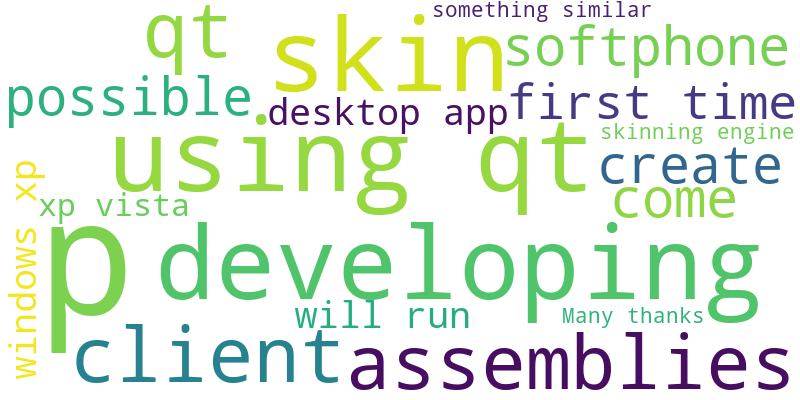 something similar
qt
skin
softphone
possible
desktop app
first time
using qt
skinning engine
create
windows xp
xp vista
come
p
developing
will run
Many thanks
client
assemblies